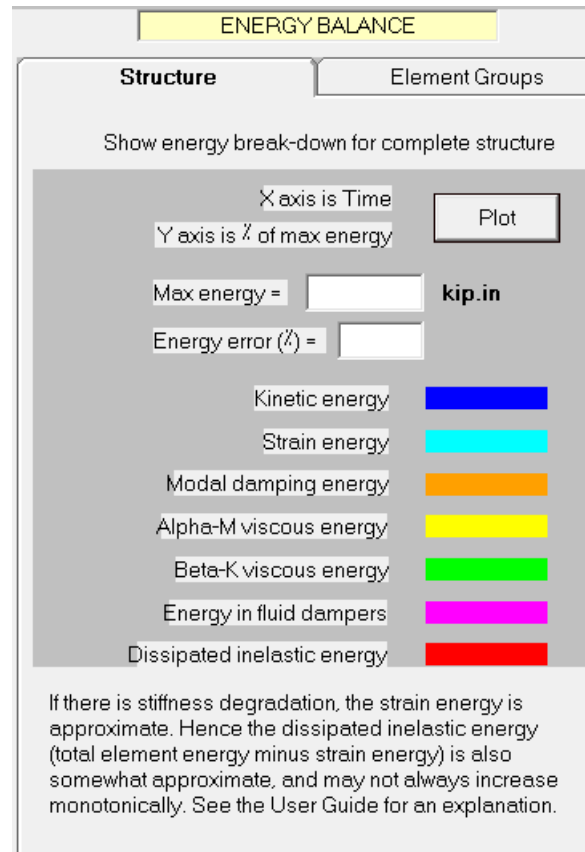 ENERGY BALANCE
Structure
Element Groups
Show energy break-down for complete structure
X axis is Time
Y axis is % of max energy
Plot
Max energy =
kip.in
Energy error (%) =
Kinetic energy
Strain energy
Modal damping energy
Alpha-M viscous energy
Beta-K viscous energy
Energy in fluid dampers
Dissipated inelastic energy
If there is stiffness degradation, the strain energy is
approximate. Hence the dissipated inelastic energy
(total element energy minus strain energy) is also
somewhat approximate, and may not always increase
monotonically. See the User Guide for an explanation.